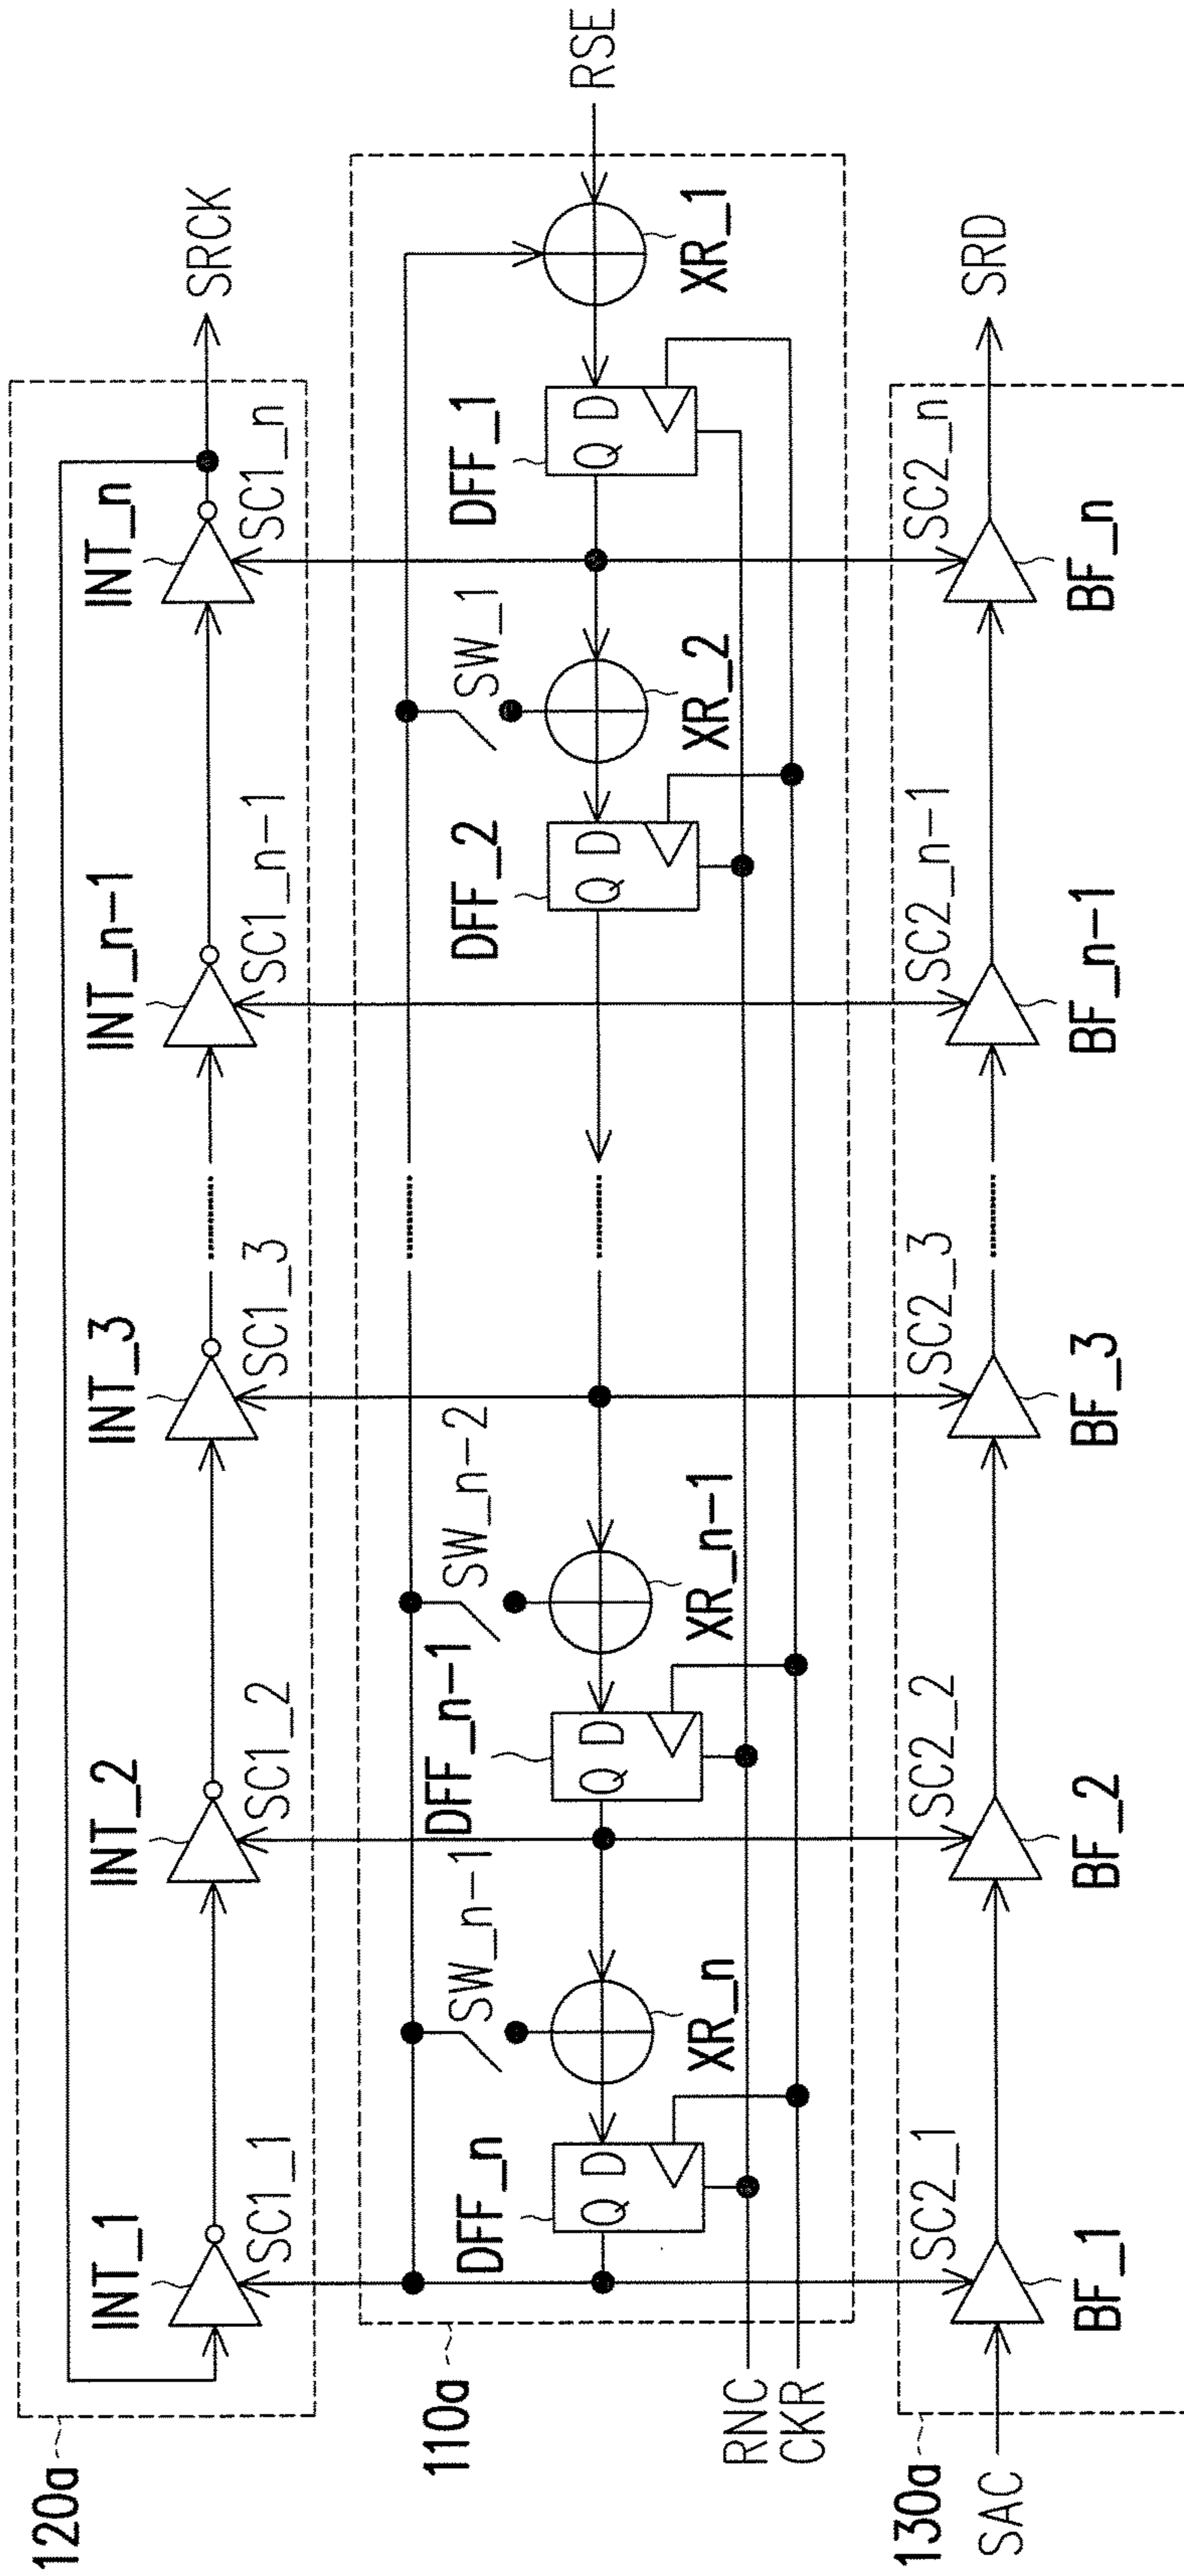 120a
INT_1
INT_2
INT_3
INT_n-1
INT_n
SRCK
SC1_1
SC1_2
SC1_3
SC1_n-1
SC1_n
110a
SW_n-1
SW_n-2
SW_1
DFF_n
DFF_n-1
DFF_2
DFF_1
RSE
Q D
Q D
Q D
Q D
XR_n
XR_n-1
XR_2
XR_1
RNC
CKR
130a
SAC
SC2_1
SC2_2
SC2_3
SC2_n-1
SC2_n
SRD
BF_1
BF_2
BF_3
BF_n-1
BF_n